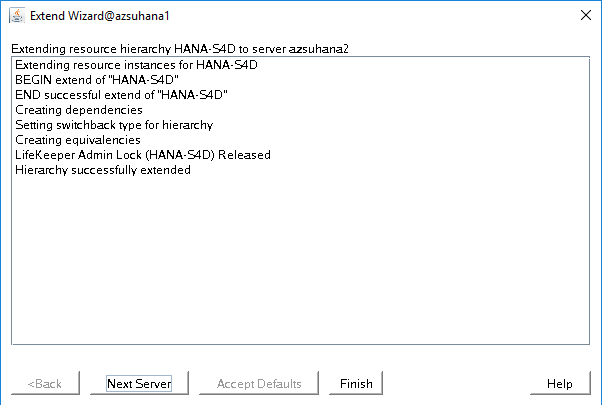 Extend Wizard@azsuhana1
Extending resource hierarchy HANA-S4D to server azsuhana2
Extending resource instances for HANA-S4D
BEGIN extend of "HANA-S4D"
END successful extend of "HANA-S4D"
Creating dependencies
Setting switchback type for hierarchy
Creating equivalencies
LifeKeeper Admin Lock (HANA-S4D) Released
Hierarchy successfully extended
<Back
Next Server
Accept Defaults
Finish
Help